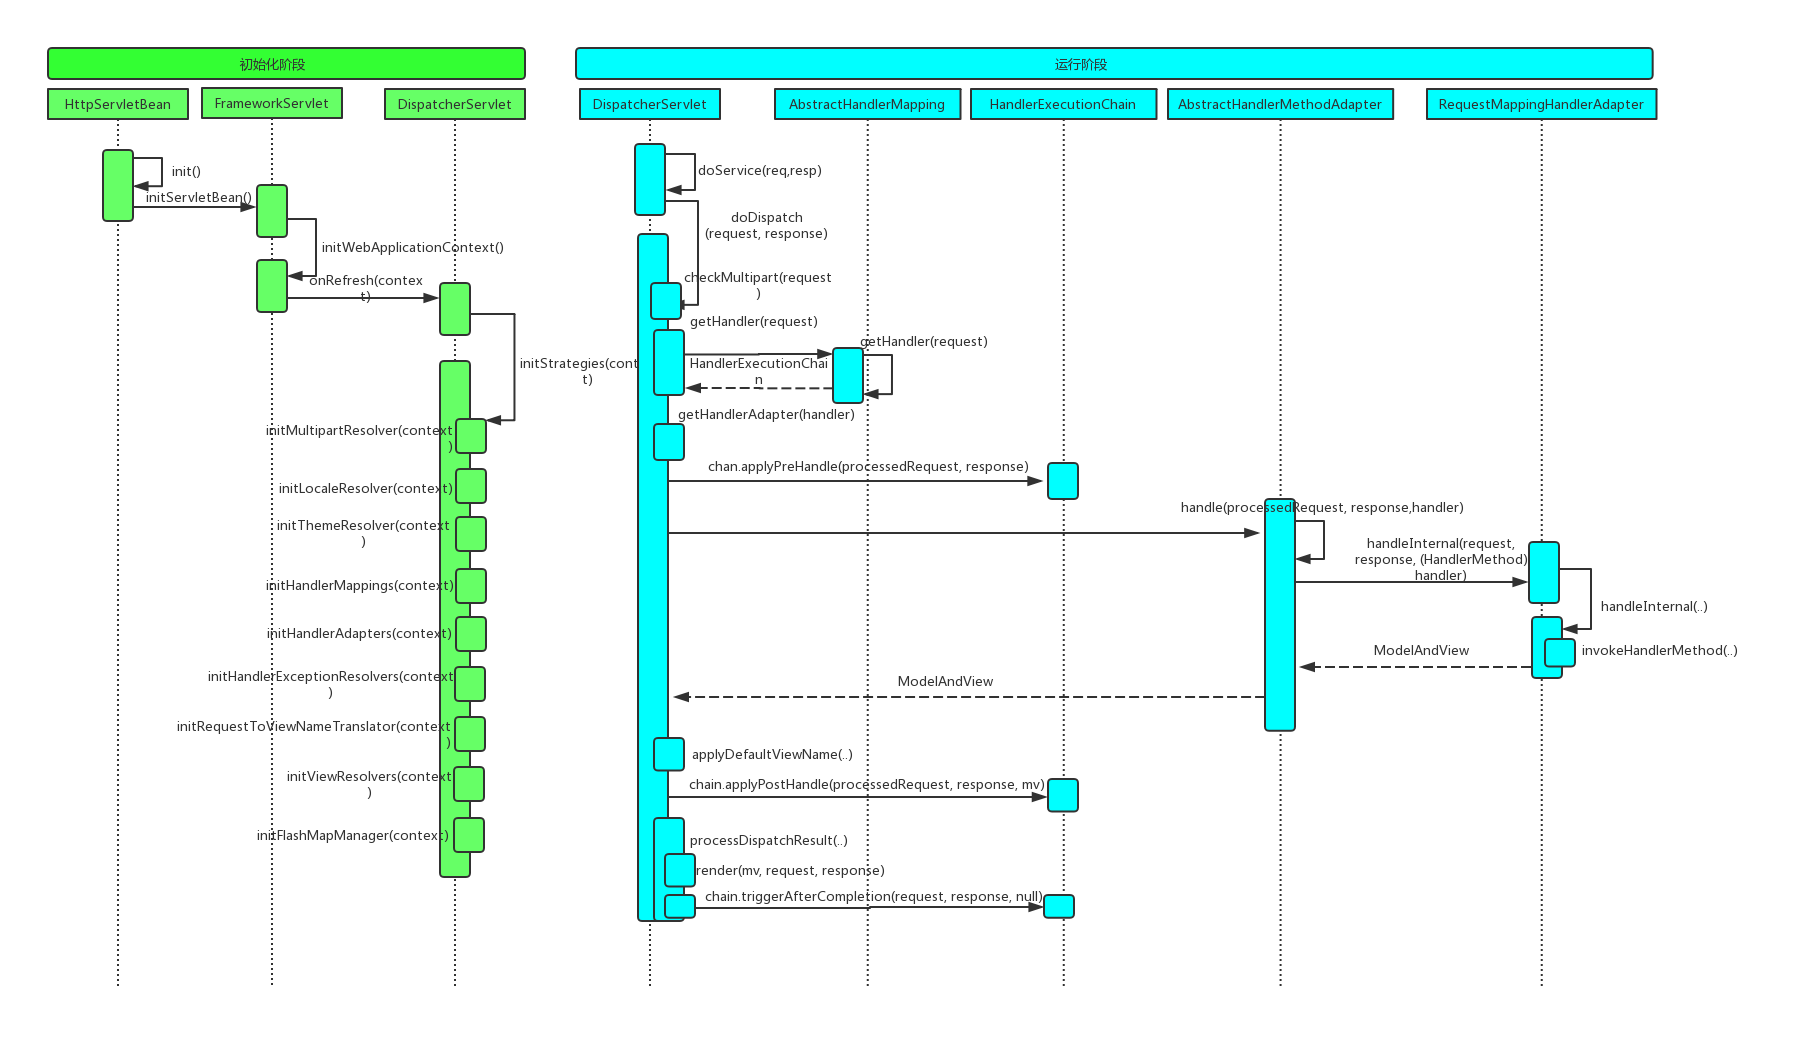 初始化阶段
运行阶段
HttpServletBean
FrameworkServlet
DispatcherServlet
DispatcherServlet
AbstractHandlerMapping
HandlerExecutionChain
AbstractHandlerMethodAdapter
RequestMappingHandlerAdapter
init()
initServletBean()
initWebApplicationContext()
onRefresh(contex
t)
initStrategies(cont
t)
initMultipartResolver(context
)
initLocaleResolver(context)
initThemeResolver(context
)
initHandlerMappings(context)
initHandlerAdapters(context)
initHandlerExceptionResolvers(context
)
initRequestToViewNameTranslator(context
)
initViewResolvers(context
)
initFlashMapManager(context)
doService(req,resp)
doDispatch
(request, response)
checkMultipart(request
)
getHandler(request)
getHandler(request)
HandlerExecutionChai
n
getHandlerAdapter(handler)
chan.applyPreHandle(processedRequest, response)
handle(processedRequest, response,handler)
handleInternal(request,
response, (HandlerMethod)
handler)
handleInternal(..)
invokeHandlerMethod(..)
ModelAndView
ModelAndView
applyDefaultViewName(..)
chain.applyPostHandle(processedRequest, response, mv)
processDispatchResult(..)
render(mv, request, response)
chain.triggerAfterCompletion(request, response, null)